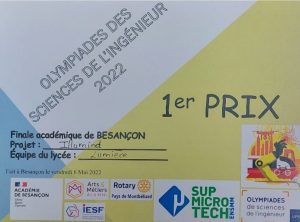 OLYMPIADES DES
SCIENCES DE L'INGÉNIEUR
2022
1er PRIX
Finale académique de BESANÇON
Projet : Illumind
Équipe du lycée : Lumière
Fait à Besançon le vendredi 6 Mai 2022
ACADÉMIE
DE BESANÇON
Arts &
Métiers
Rotary
Pays de Montbéliard
iESF
SUP
MICRO
TECH
ENSMM
OLYMPIADES
de sciences
de l'ingénieur